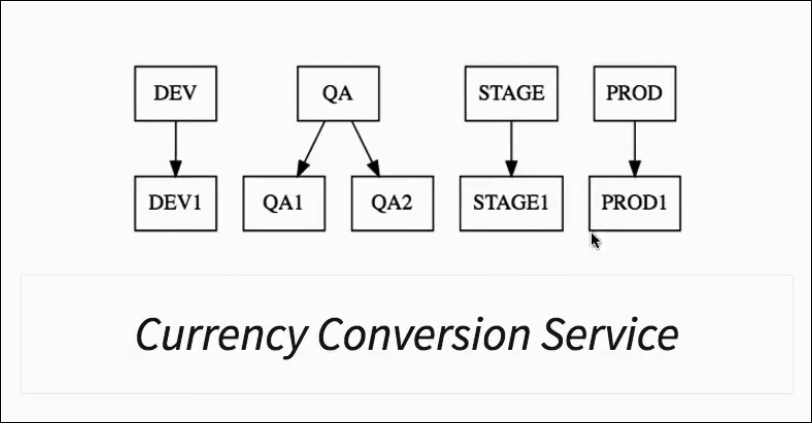 DEV QA STAGE PROD
DEV1 QA1 QA2 STAGE1 PROD1
Currency Conversion Service